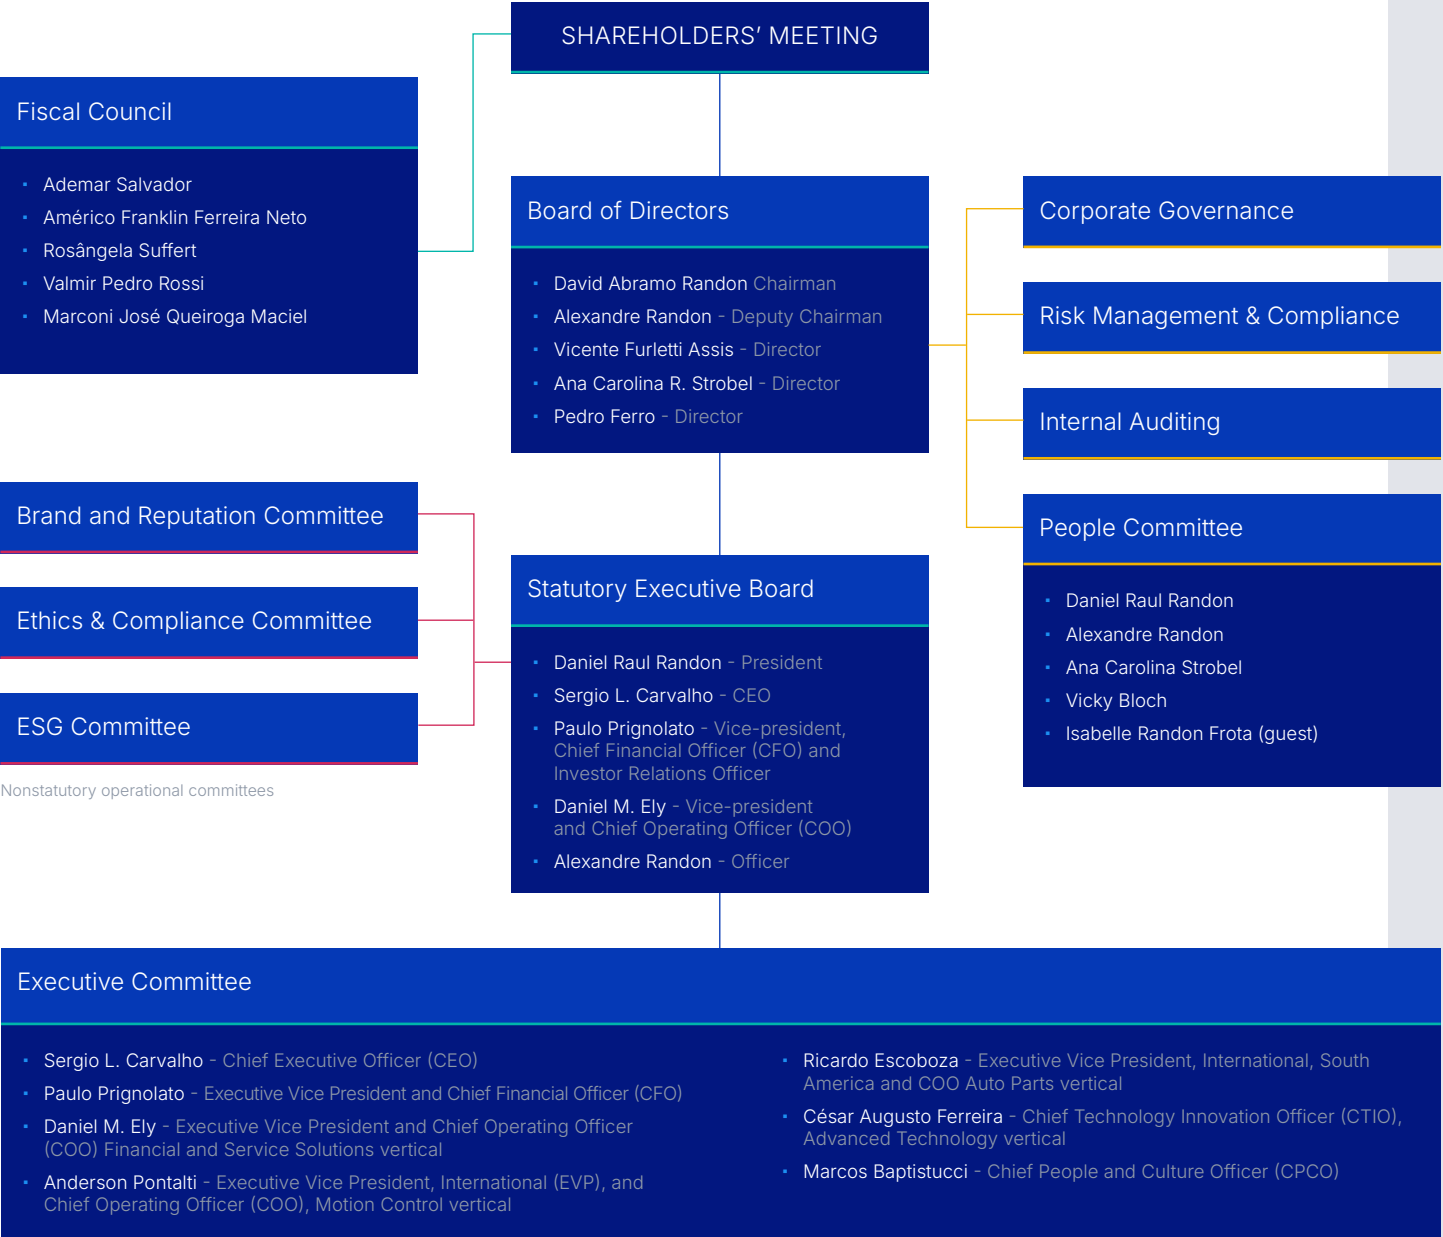 SHAREHOLDERS’ MEETING
Fiscal Council
Ademar Salvador
Américo Franklin Ferreira Neto
Rosângela Suffert
Valmir Pedro Rossi
Marconi José Queiroga Maciel
Board of Directors
David Abramo Randon Chairman
Alexandre Randon - Deputy Chairman
Vicente Furletti Assis - Director
Ana Carolina R. Strobel - Director
Pedro Ferro - Director
Corporate Governance
Risk Management & Compliance
Internal Auditing
People Committee
Daniel Raul Randon
Alexandre Randon
Ana Carolina Strobel
Vicky Bloch
Isabelle Randon Frota (guest)
Brand and Reputation Committee
Ethics & Compliance Committee
ESG Committee
Nonstatutory operational committees
Statutory Executive Board
Daniel Raul Randon - President
Sergio L. Carvalho - CEO
Paulo Prignolato - Vice-president,
Chief Financial Officer (CFO) and
Investor Relations Officer
Daniel M. Ely - Vice-president
and Chief Operating Officer (COO)
Alexandre Randon - Officer
Executive Committee
Sergio L. Carvalho - Chief Executive Officer (CEO)
Paulo Prignolato - Executive Vice President and Chief Financial Officer (CFO)
Daniel M. Ely - Executive Vice President and Chief Operating Officer
(COO) Financial and Service Solutions vertical
Anderson Pontalti - Executive Vice President, International (EVP), and
Chief Operating Officer (COO), Motion Control vertical
Ricardo Escoboza - Executive Vice President, International, South
America and COO Auto Parts vertical
César Augusto Ferreira - Chief Technology Innovation Officer (CTIO),
Advanced Technology vertical
Marcos Baptistucci - Chief People and Culture Officer (CPCO)